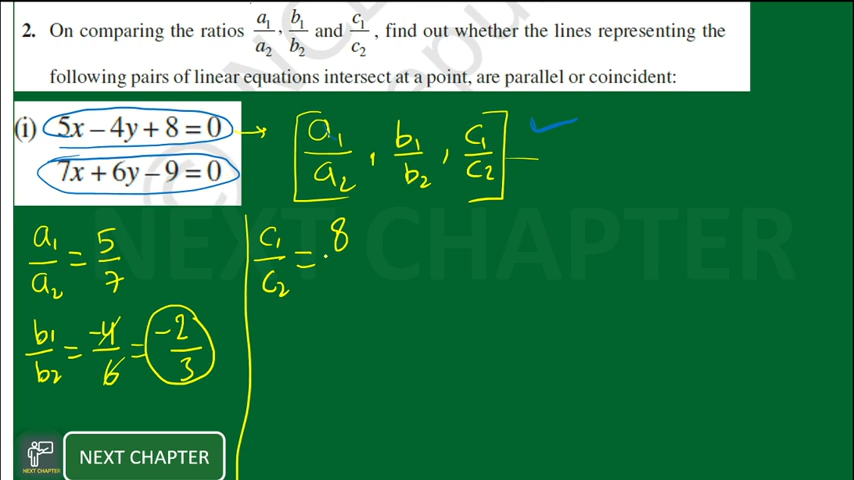 2. On comparing the ratios a₁/a₂, b₁/b₂ and c₁/c₂, find out whether the lines representing the
following pairs of linear equations intersect at a point, are parallel or coincident:
(i) 5x – 4y + 8 = 0
7x + 6y – 9 = 0
→ [a₁/a₂, b₁/b₂, c₁/c₂]
a₁/a₂ = 5/7
b₁/b₂ = -4/6 = -2/3
c₁/c₂ = 8
NEXT CHAPTER
NEXT CHAPTER
NEXT CHAPTER